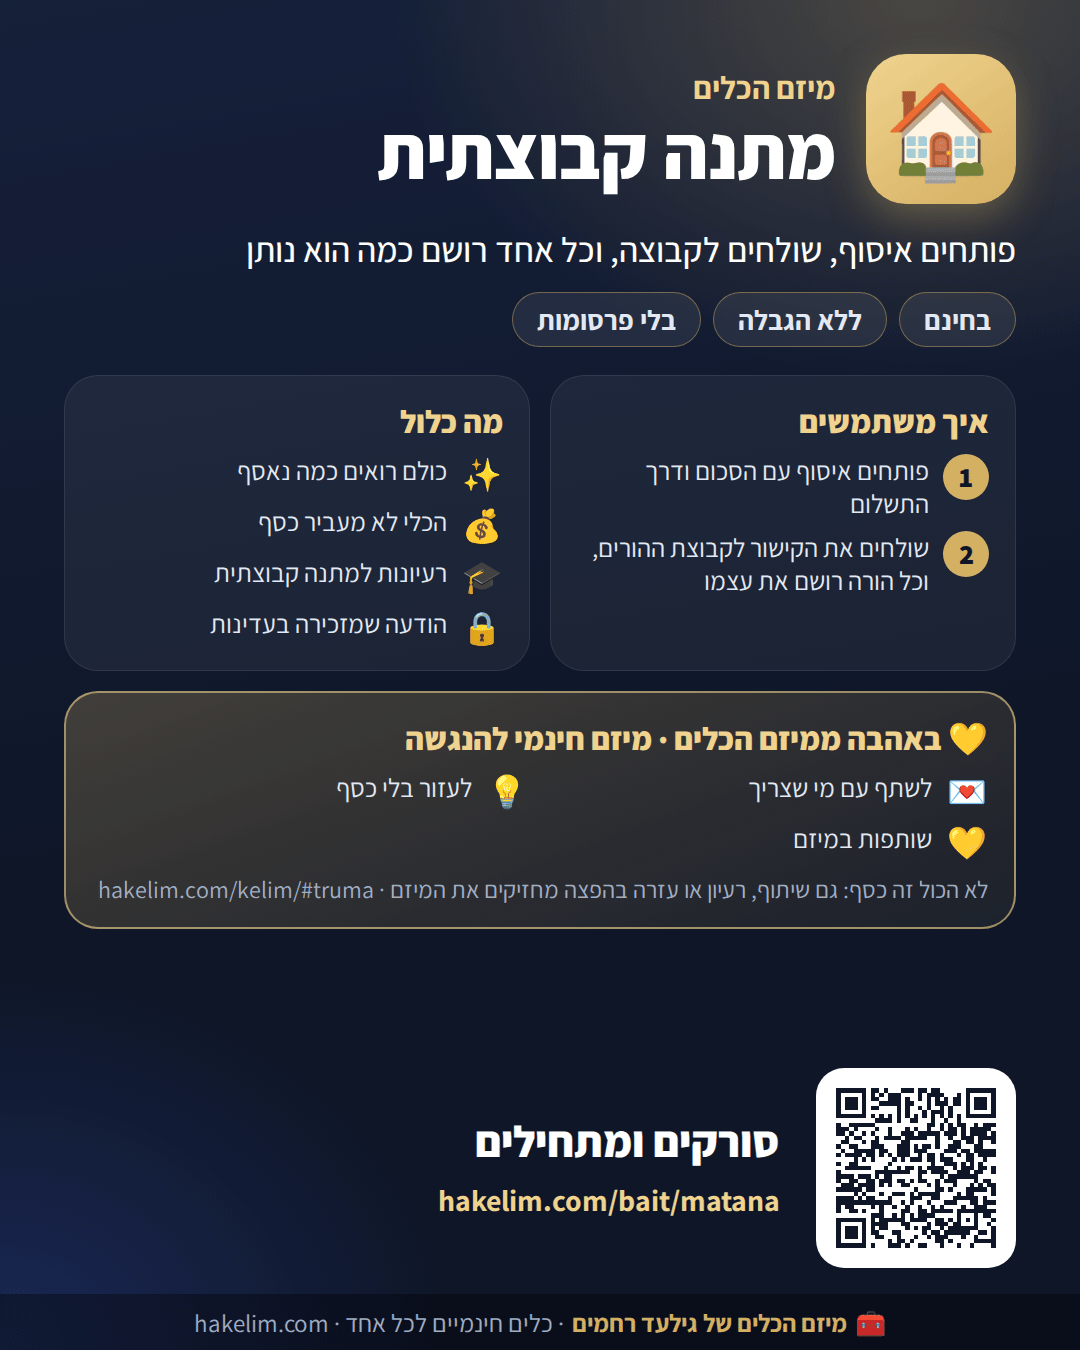 מיזם הכלים
מתנה קבוצתית
פותחים איסוף, שולחים לקבוצה, וכל אחד רושם כמה הוא נותן
בחינם
ללא הגבלה
בלי פרסומות
איך משתמשים
1 פותחים איסוף עם הסכום ודרך
התשלום
2 שולחים את הקישור לקבוצת ההורים,
וכל הורה רושם את עצמו
מה כלול
כולם רואים כמה נאסף
הכלי לא מעביר כסף
רעיונות למתנה קבוצתית
הודעה שמזכירה בעדינות
באהבה ממיזם הכלים · מיזם חינמי להנגשה
לשתף עם מי שצריך
לעזור בלי כסף
שותפות במיזם
לא הכול זה כסף: גם שיתוף, רעיון או עזרה בהפצה מחזיקים את המיזם · hakelim.com/kelim/#truma
סורקים ומתחילים
hakelim.com/bait/matana
מיזם הכלים של גילעד רחמים · כלים חינמיים לכל אחד · hakelim.com